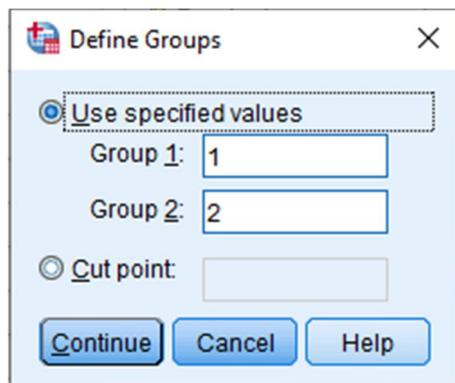 Define Groups
Use specified values
Group 1: 1
Group 2: 2
Cut point:
Continue Cancel Help